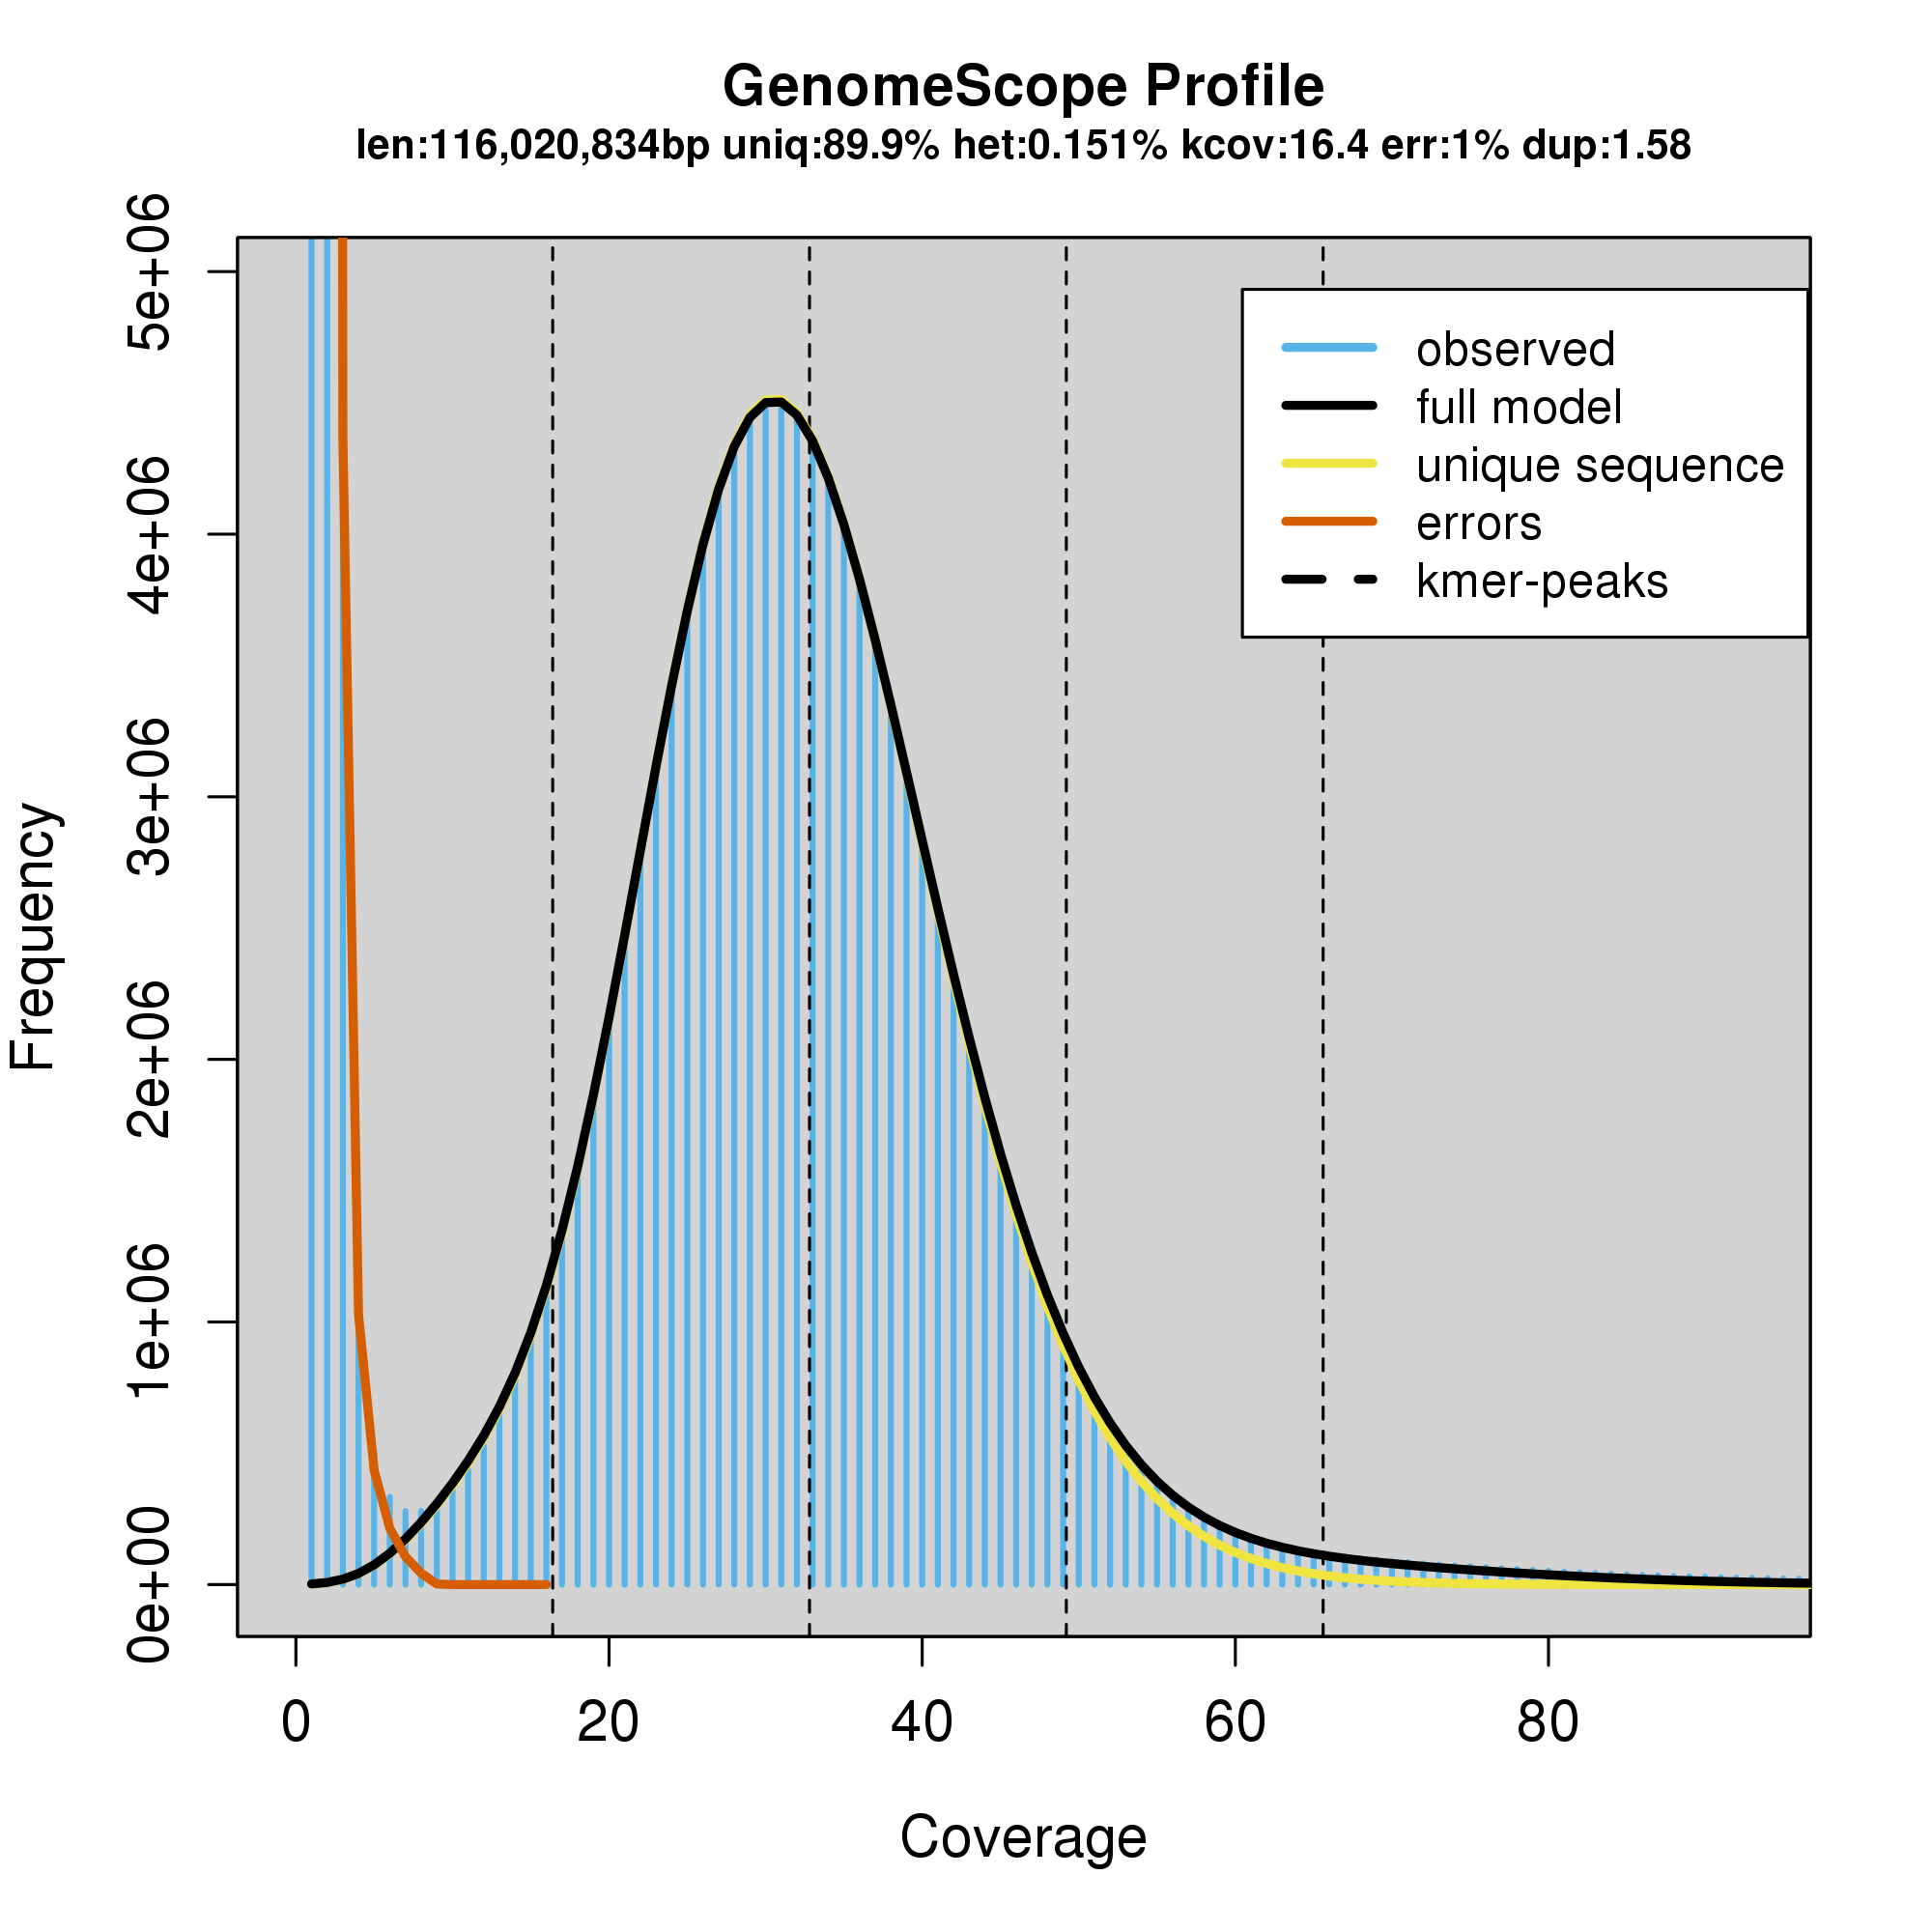 GenomeScope Profile
len:116,020,834bp uniq:89.9% het:0.151% kcov:16.4 err:1% dup:1.58
5e+06
4e+06
3e+06
2e+06
1e+06
0e+00
Frequency
observed
full model
unique sequence
errors
kmer-peaks
0 20 40 60 80
Coverage